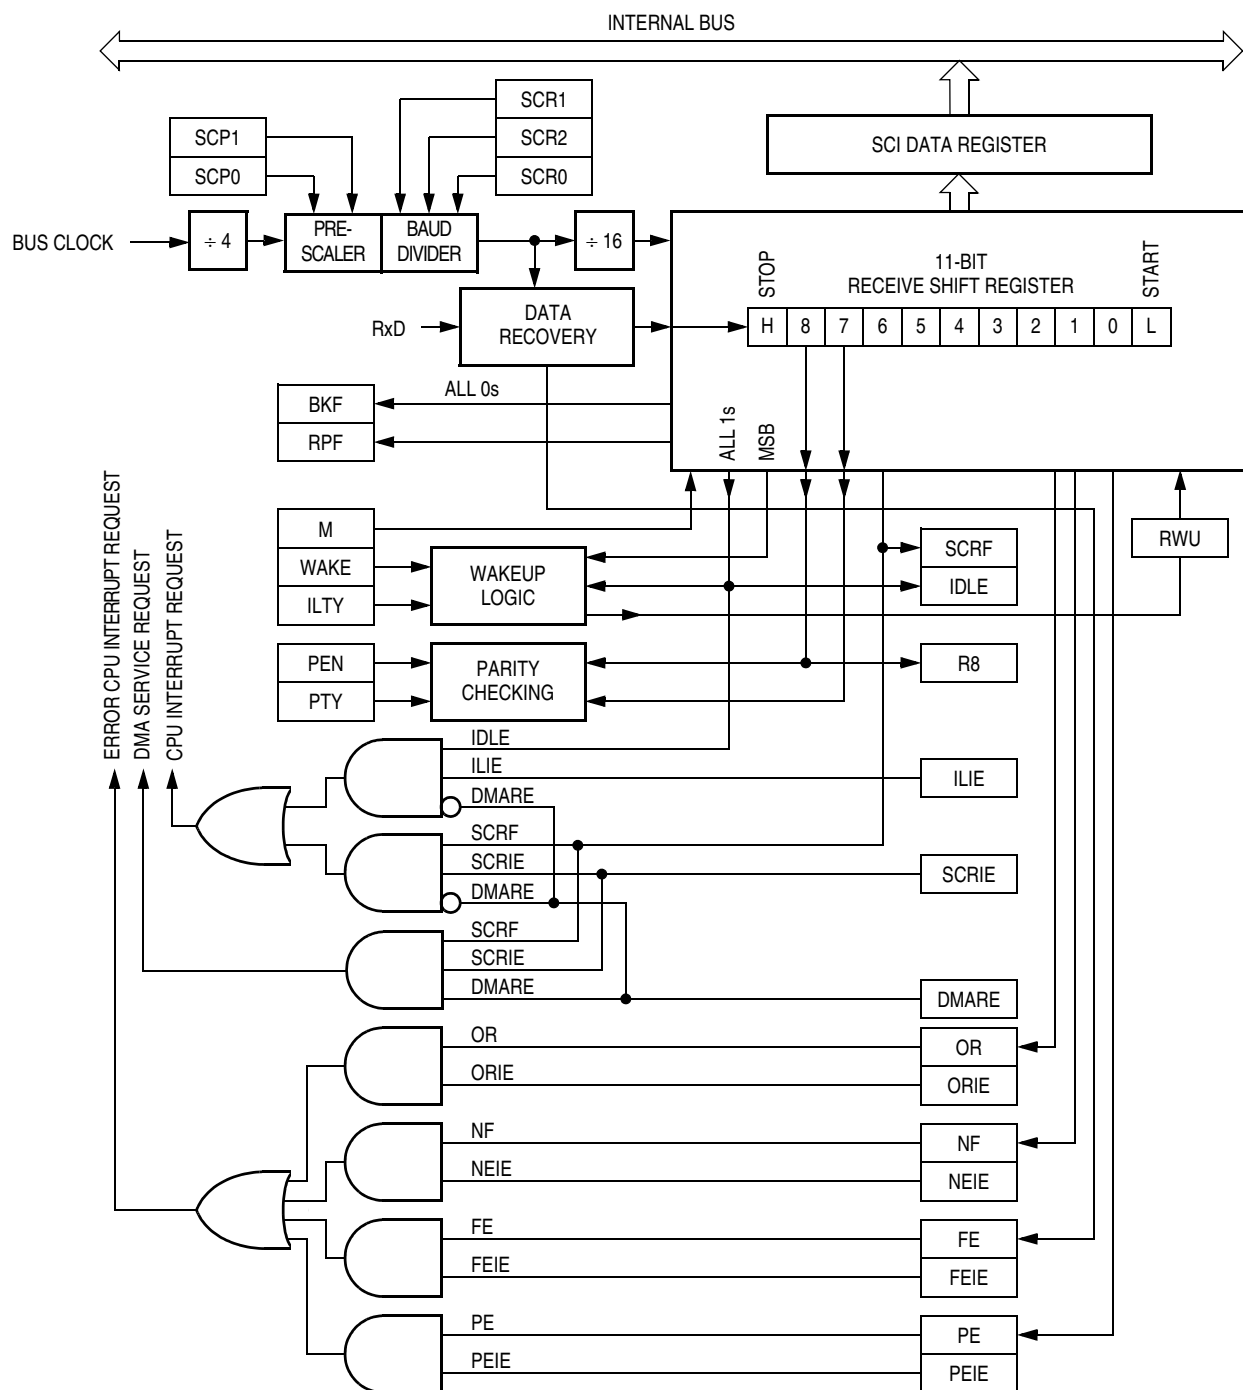 INTERNAL BUS
SCR1
SCR2
SCR0
SCP1
SCP0
SCI DATA REGISTER
BUS CLOCK
÷ 4
PRE-
SCALER
BAUD
DIVIDER
÷ 16
STOP
11-BIT
RECEIVE SHIFT REGISTER
START
H 8 7 6 5 4 3 2 1 0 L
RxD
DATA
RECOVERY
ALL 0s
BKF
RPF
ALL 1s
MSB
M
WAKE
ILTY
WAKEUP
LOGIC
SCRF
IDLE
RWU
PEN
PTY
PARITY
CHECKING
R8
ERROR CPU INTERRUPT REQUEST
DMA SERVICE REQUEST
CPU INTERRUPT REQUEST
IDLE
ILIE
DMARE
ILIE
SCRF
SCRIE
DMARE
SCRIE
SCRF
SCRIE
DMARE
DMARE
OR
ORIE
OR
ORIE
NF
NEIE
NF
NEIE
FE
FEIE
FE
FEIE
PE
PEIE
PE
PEIE